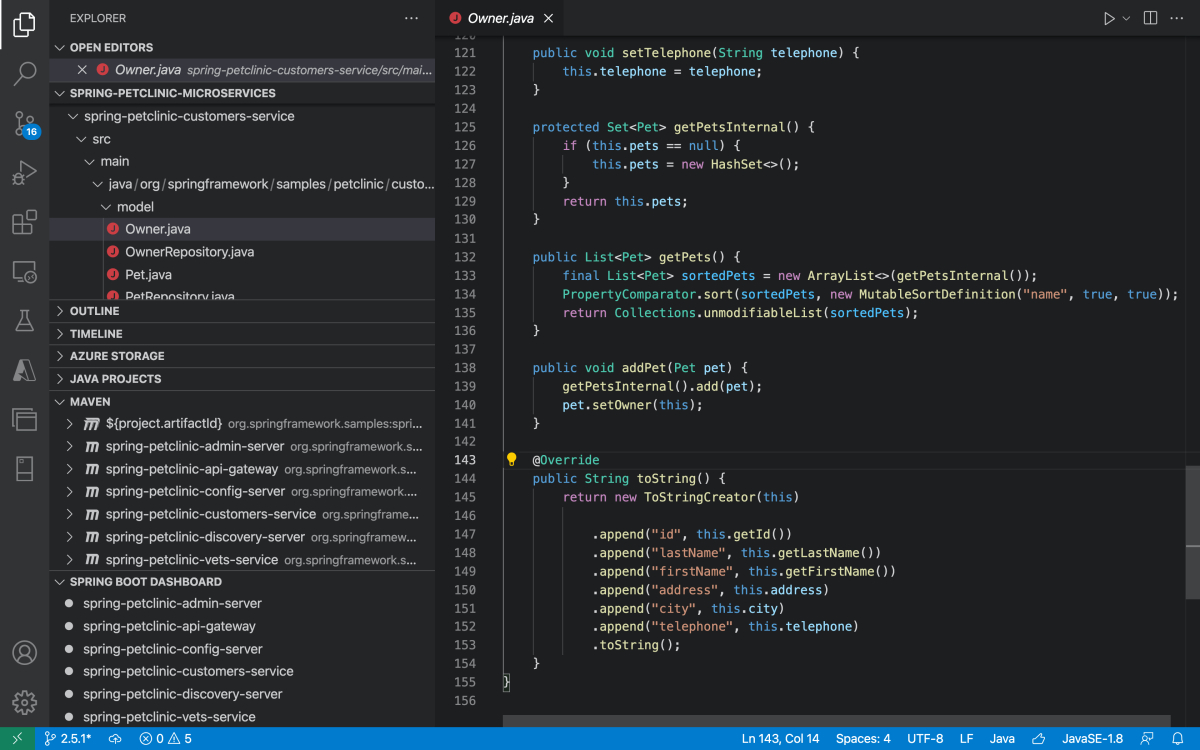 EXPLORER
OPEN EDITORS
Owner.java spring-petclinic-customers-service/src/mai...
SPRING-PETCLINIC-MICROSERVICES
spring-petclinic-customers-service
src
main
java/org/springframework/samples/petclinic/custo...
model
Owner.java
OwnerRepository.java
Pet.java
PetRepository.java
OUTLINE
TIMELINE
AZURE STORAGE
JAVA PROJECTS
MAVEN
${project.artifactId} org.springframework.samples:spri...
spring-petclinic-admin-server org.springframework.s...
spring-petclinic-api-gateway org.springframework.s...
spring-petclinic-config-server org.springframework....
spring-petclinic-customers-service org.springframe...
spring-petclinic-discovery-server org.springframew...
spring-petclinic-vets-service org.springframework.s...
SPRING BOOT DASHBOARD
spring-petclinic-admin-server
spring-petclinic-api-gateway
spring-petclinic-config-server
spring-petclinic-customers-service
spring-petclinic-discovery-server
spring-petclinic-vets-service
16
Owner.java
120
121 public void setTelephone(String telephone) {
122 this.telephone = telephone;
123 }
124
125 protected Set<Pet> getPetsInternal() {
126 if (this.pets == null) {
127 this.pets = new HashSet<>();
128 }
129 return this.pets;
130 }
131
132 public List<Pet> getPets() {
133 final List<Pet> sortedPets = new ArrayList<>(getPetsInternal());
134 PropertyComparator.sort(sortedPets, new MutableSortDefinition("name", true, true));
135 return Collections.unmodifiableList(sortedPets);
136 }
137
138 public void addPet(Pet pet) {
139 getPetsInternal().add(pet);
140 pet.setOwner(this);
141 }
142
143 @Override
144 public String toString() {
145 return new ToStringCreator(this)
146
147 .append("id", this.getId())
148 .append("lastName", this.getLastName())
149 .append("firstName", this.getFirstName())
150 .append("address", this.address)
151 .append("city", this.city)
152 .append("telephone", this.telephone)
153 .toString();
154 }
155 }
156
2.5.1* 0 5 Ln 143, Col 14 Spaces: 4 UTF-8 LF Java JavaSE-1.8